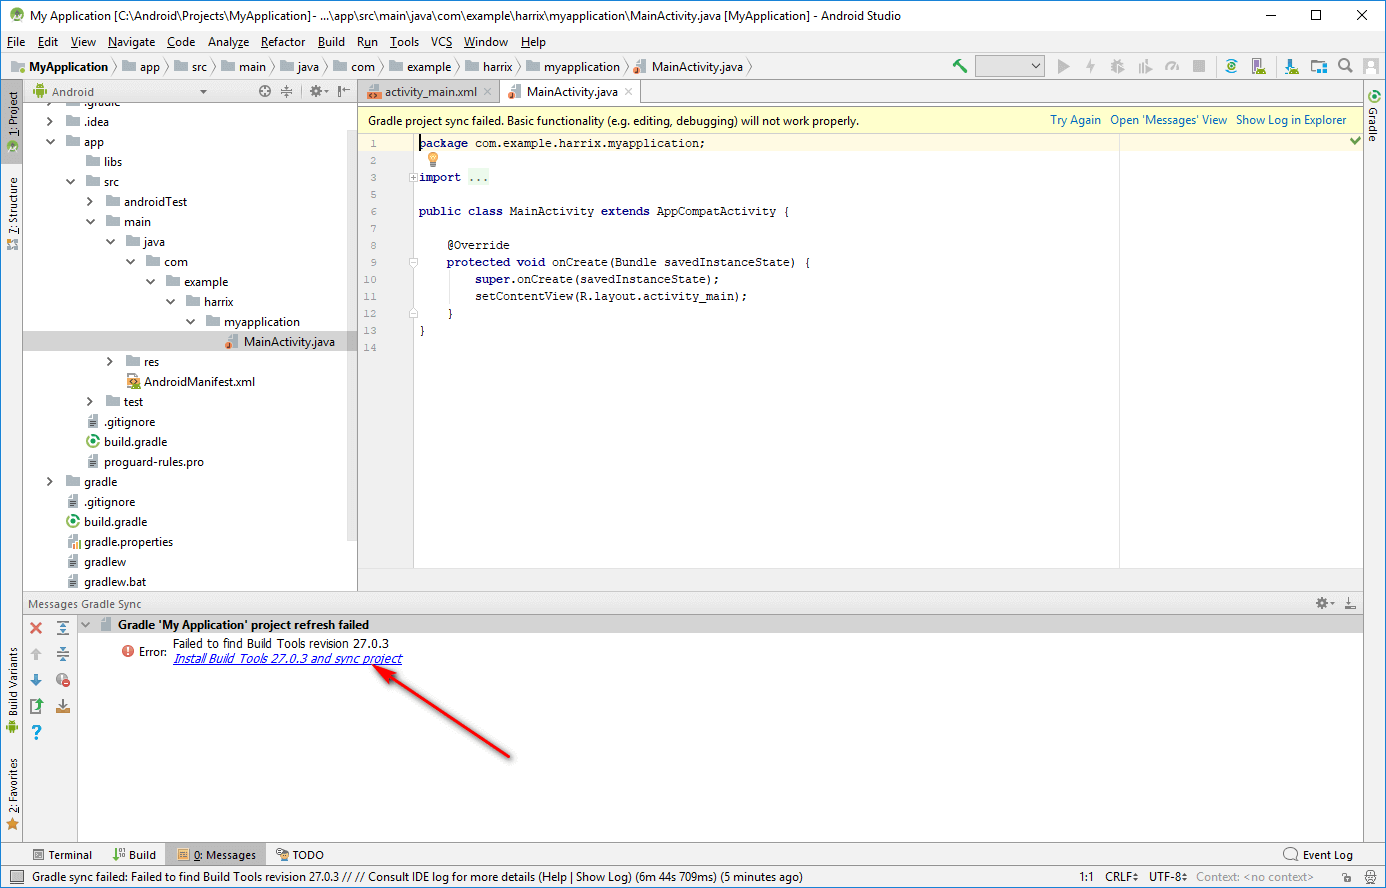 My Application [C:\Android\Projects\MyApplication] - ...\app\src\main\java\com\example\harrix\myapplication\MainActivity.java [MyApplication] - Android Studio
File Edit View Navigate Code Analyze Refactor Build Run Tools VCS Window Help
MyApplication app src main java com example harrix myapplication MainActivity.java
1: Project
7: Structure
Build Variants
2: Favorites
Android
.gradle
.idea
app
libs
src
androidTest
main
java
com
example
harrix
myapplication
MainActivity.java
res
AndroidManifest.xml
test
.gitignore
build.gradle
proguard-rules.pro
gradle
.gitignore
build.gradle
gradle.properties
gradlew
gradlew.bat
activity_main.xml MainActivity.java
Gradle project sync failed. Basic functionality (e.g. editing, debugging) will not work properly. Try Again Open 'Messages' View Show Log in Explorer
1 package com.example.harrix.myapplication;
2
3 import ...
5
6 public class MainActivity extends AppCompatActivity {
7
8 @Override
9 protected void onCreate(Bundle savedInstanceState) {
10 super.onCreate(savedInstanceState);
11 setContentView(R.layout.activity_main);
12 }
13 }
14
Gradle
Messages Gradle Sync
Gradle 'My Application' project refresh failed
Error: Failed to find Build Tools revision 27.0.3
Install Build Tools 27.0.3 and sync project
Terminal Build 0: Messages TODO Event Log
Gradle sync failed: Failed to find Build Tools revision 27.0.3 // // Consult IDE log for more details (Help | Show Log) (6m 44s 709ms) (5 minutes ago) 1:1 CRLF UTF-8 Context: <no context>